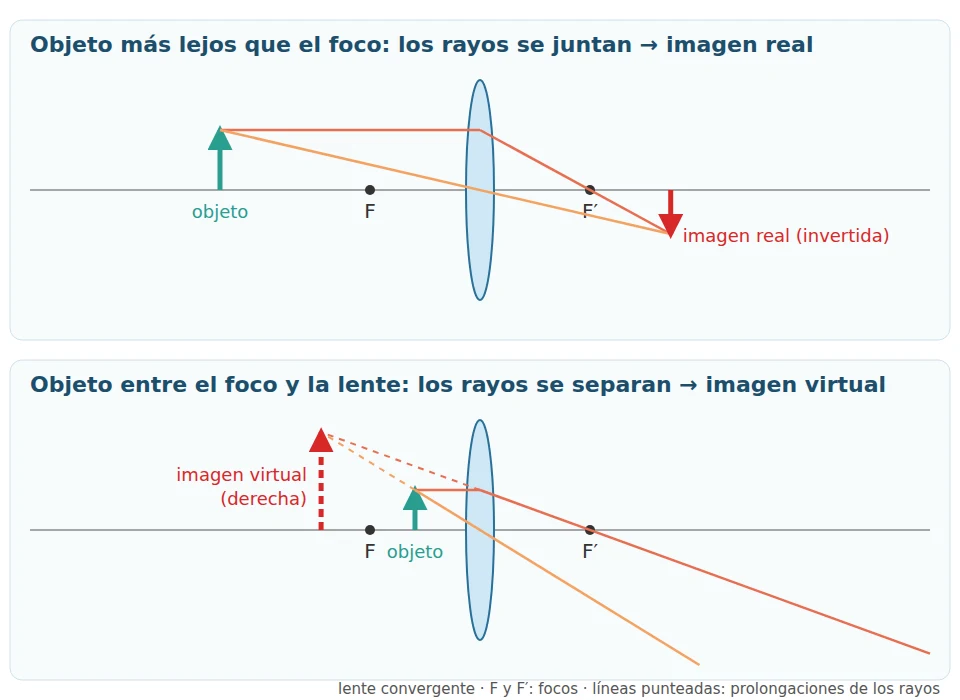 Objeto más lejos que el foco: los rayos se juntan → imagen real
objeto
F
F′
imagen real (invertida)
Objeto entre el foco y la lente: los rayos se separan → imagen virtual
imagen virtual
(derecha)
F
objeto
F′
lente convergente · F y F′: focos · líneas punteadas: prolongaciones de los rayos